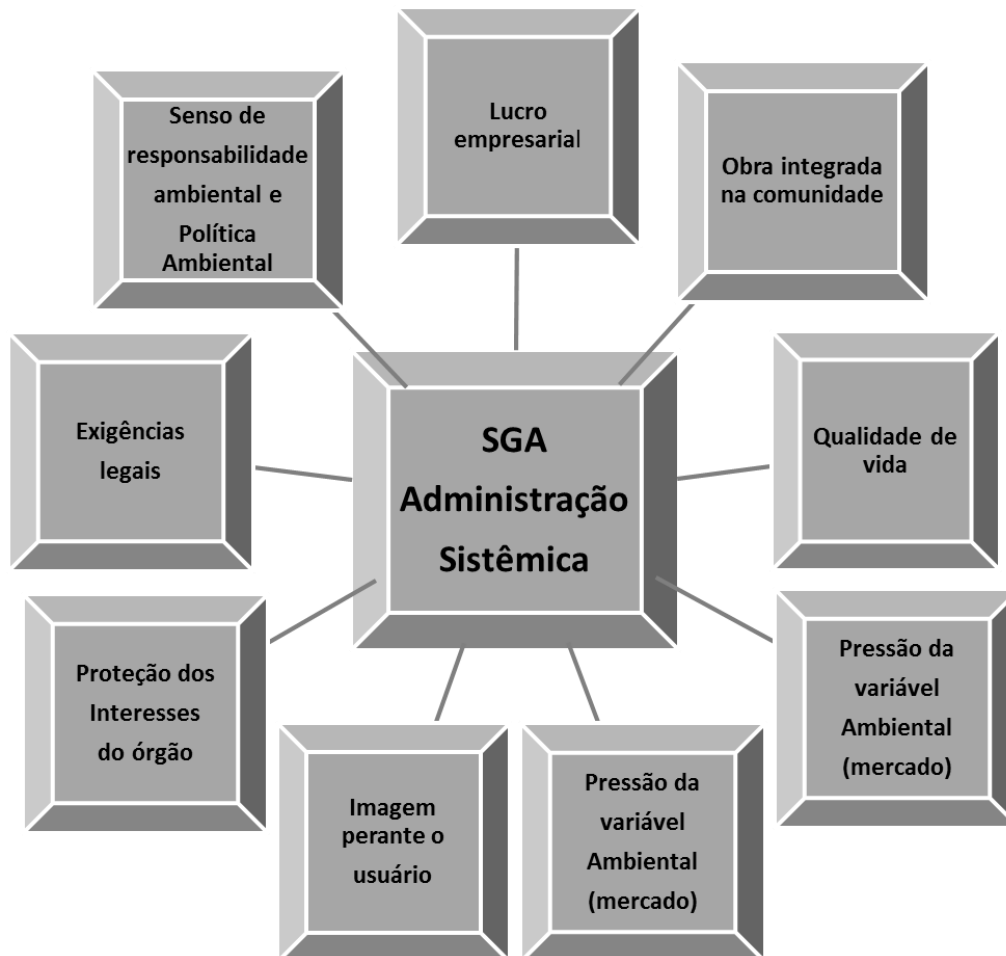 Senso de
responsabilidade
ambiental e
Política
Ambiental
Lucro
empresarial
Obra integrada
na comunidade
Exigências
legais
SGA
Administração
Sistêmica
Qualidade de
vida
Proteção dos
Interesses
do órgão
Imagem
perante o
usuário
Pressão da
variável
Ambiental
(mercado)
Pressão da
variável
Ambiental
(mercado)